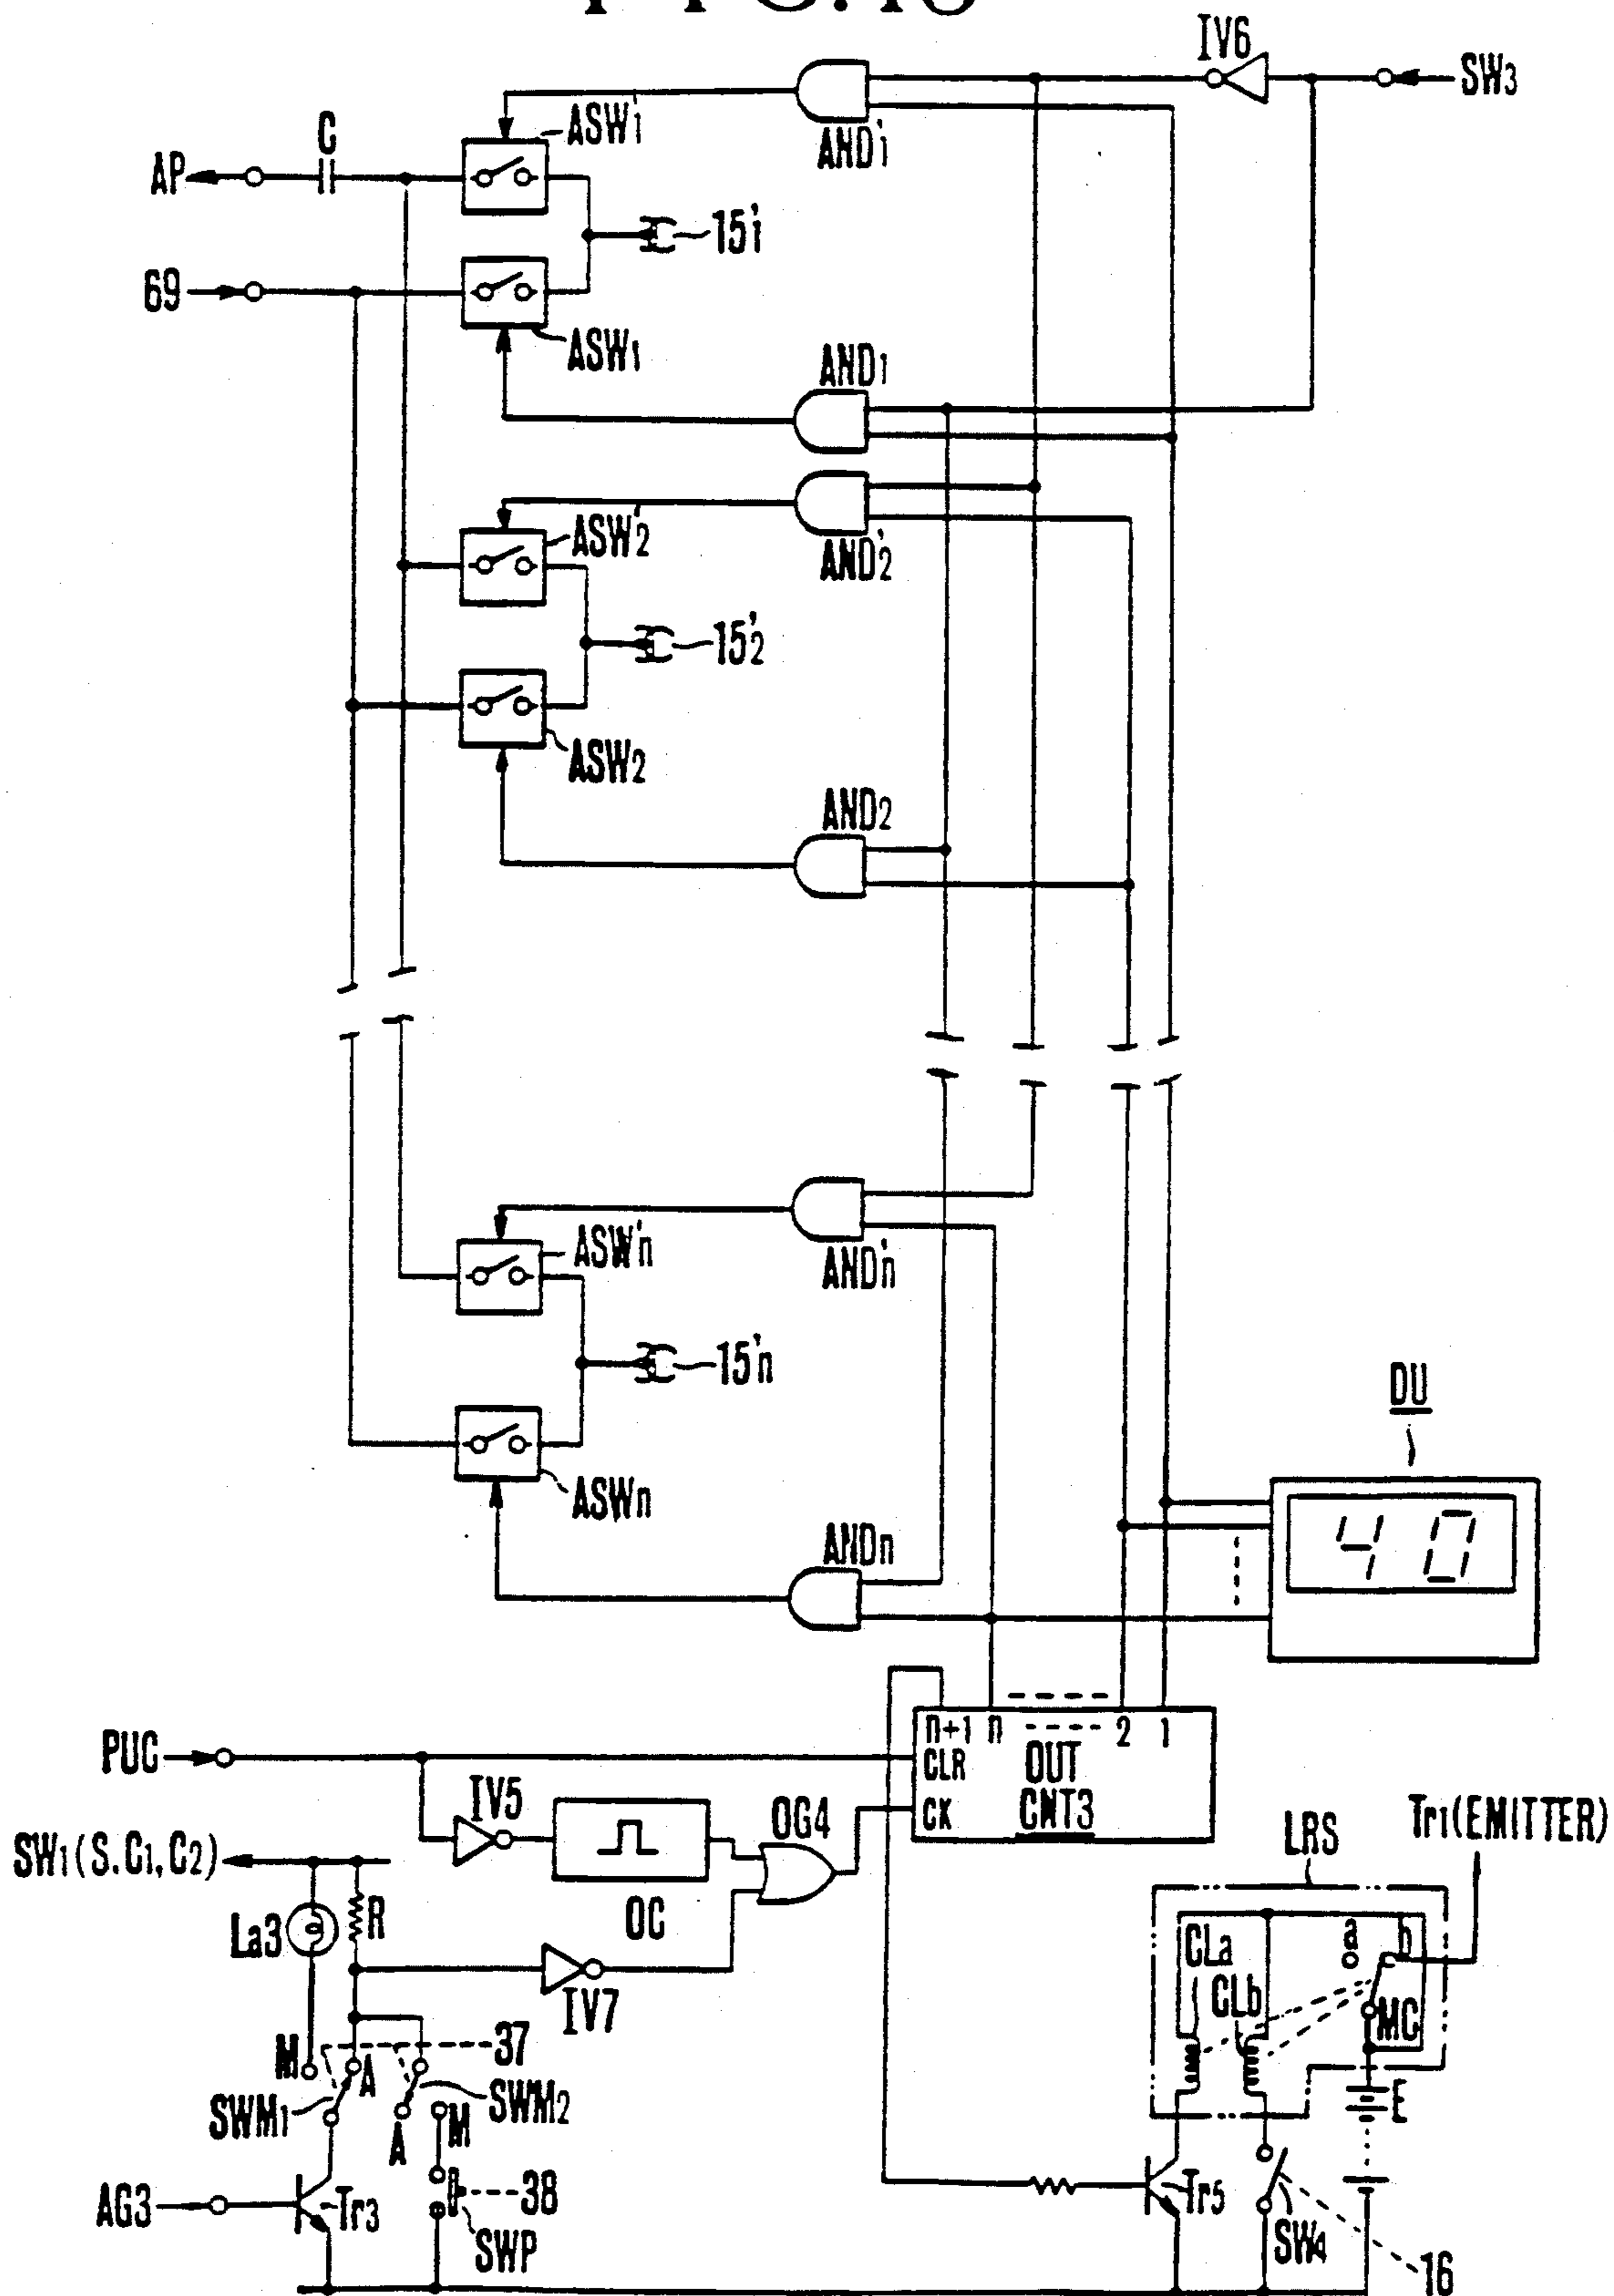 FIG. 18
IV6
SW3
AND'1
ASW'1
C
AP
15'1
69
ASW1
AND1
ASW'2
AND'2
15'2
ASW2
AND2
ASW'n
AND'n
15'n
DU
ASWn
ANDn
40
n+1 n 2 1
PUC
CLR OUT
CNT3
CK
IV5
OG4
OC
SW1(S.C1,C2)
LRS
Tr1(EMITTER)
La3
R
IV7
CLa
CLb
a b
MC
M
A
37
SWM1
SWM2
A
M
E
AG3
Tr3
38
SWP
Tr5
SW4
16